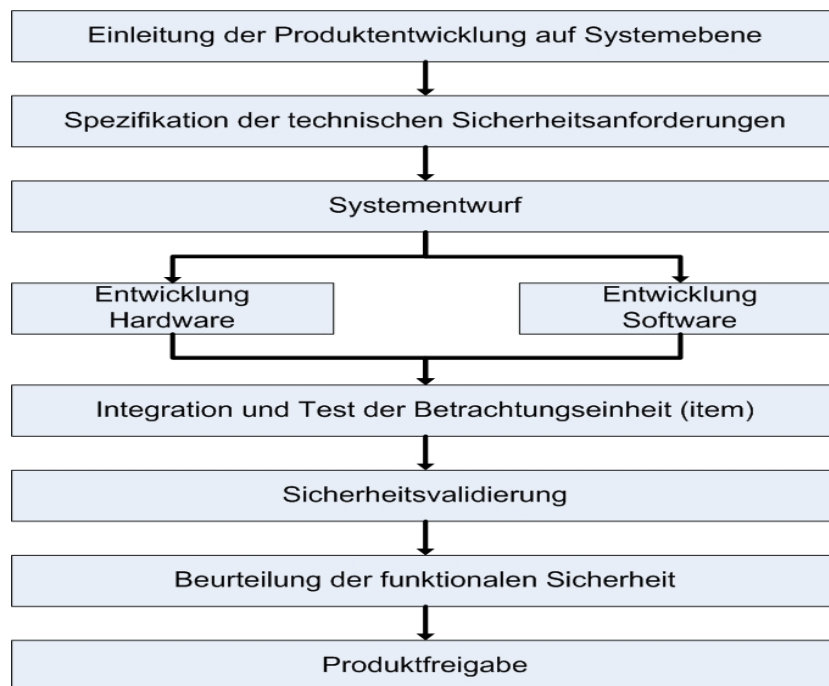 Einleitung der Produktentwicklung auf Systemebene
Spezifikation der technischen Sicherheitsanforderungen
Systementwurf
Entwicklung
Hardware
Entwicklung
Software
Integration und Test der Betrachtungseinheit (item)
Sicherheitsvalidierung
Beurteilung der funktionalen Sicherheit
Produktfreigabe